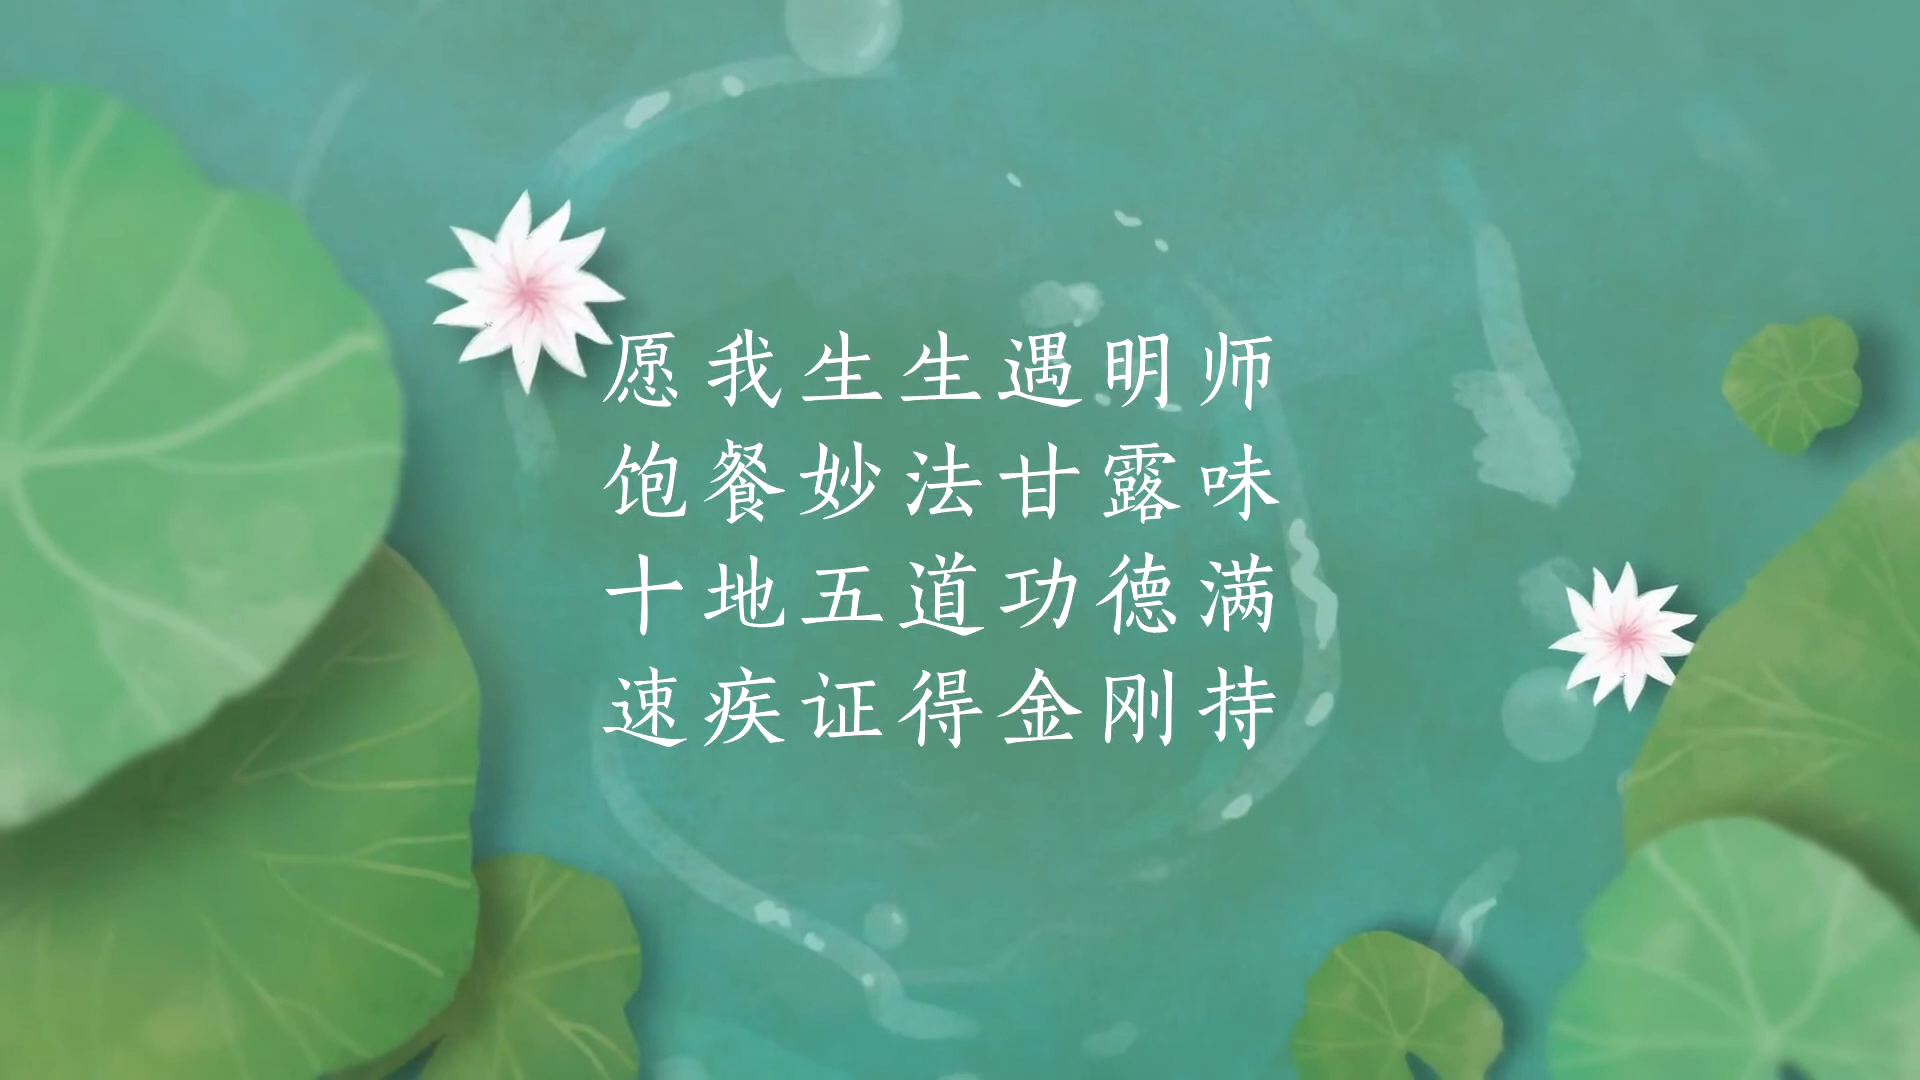 愿我生生遇明师
饱餐妙法甘露味
十地五道功德满
速疾证得金刚持